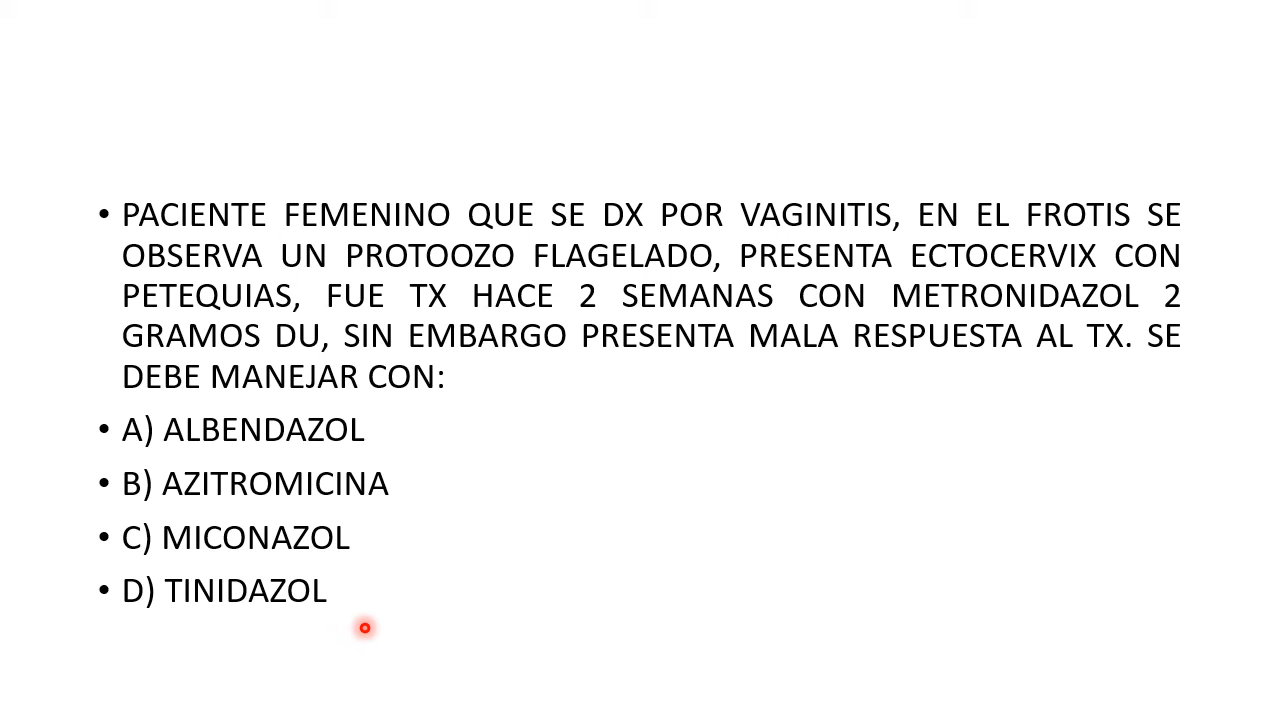 • PACIENTE FEMENINO QUE SE DX POR VAGINITIS, EN EL FROTIS SE
OBSERVA UN PROTOOZO FLAGELADO, PRESENTA ECTOCERVIX CON
PETEQUIAS, FUE TX HACE 2 SEMANAS CON METRONIDAZOL 2
GRAMOS DU, SIN EMBARGO PRESENTA MALA RESPUESTA AL TX. SE
DEBE MANEJAR CON:
• A) ALBENDAZOL
• B) AZITROMICINA
• C) MICONAZOL
• D) TINIDAZOL